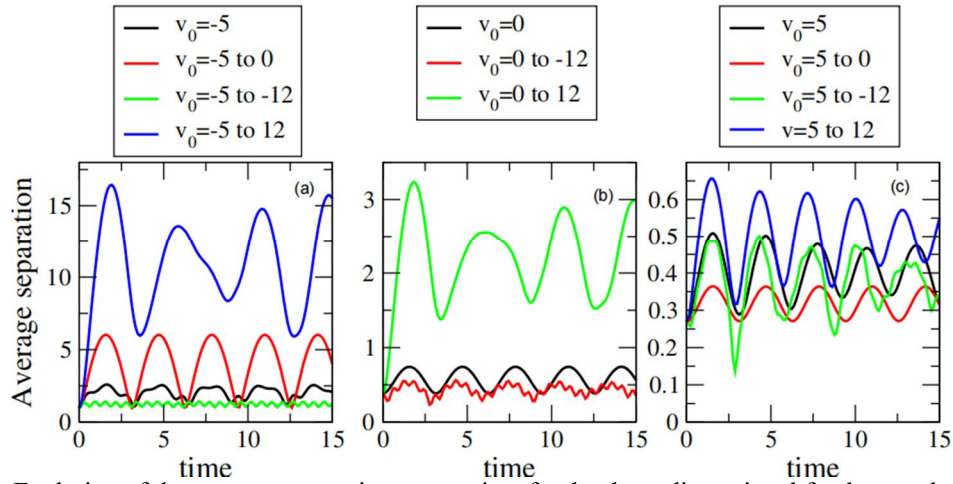 v0=-5
v0=-5 to 0
v0=-5 to -12
v0=-5 to 12
v0=0
v0=0 to -12
v0=0 to 12
v0=5
v0=5 to 0
v0=5 to -12
v=5 to 12
Average separation
15
10
5
0
(a)
0 5 10 15
time
3
2
1
0
(b)
0 5 10 15
time
0.6
0.5
0.4
0.3
0.2
0.1
0
(c)
0 5 10 15
time